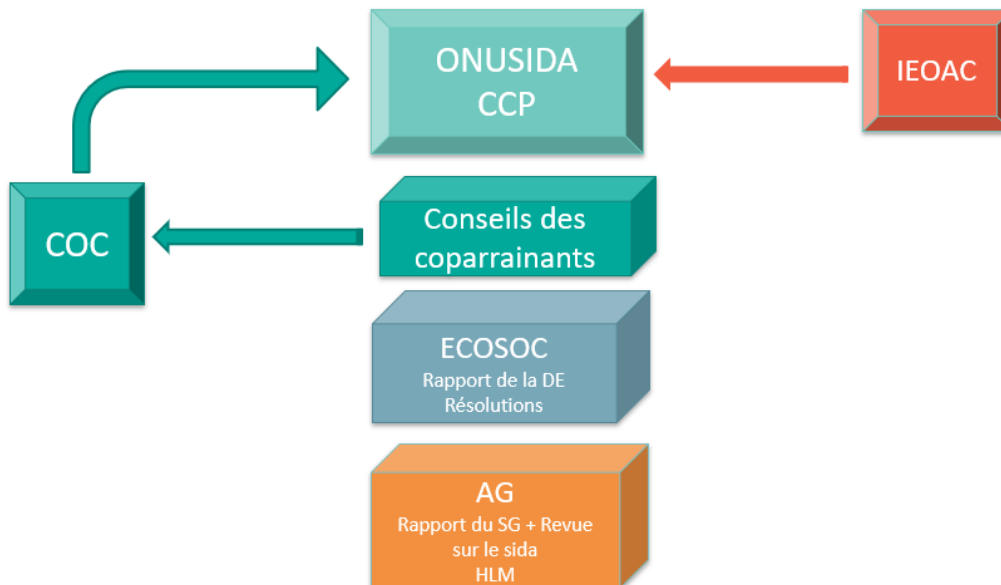 ONUSIDA
CCP
IEOAC
COC
Conseils des
coparrainants
ECOSOC
Rapport de la DE
Résolutions
AG
Rapport du SG + Revue
sur le sida
HLM